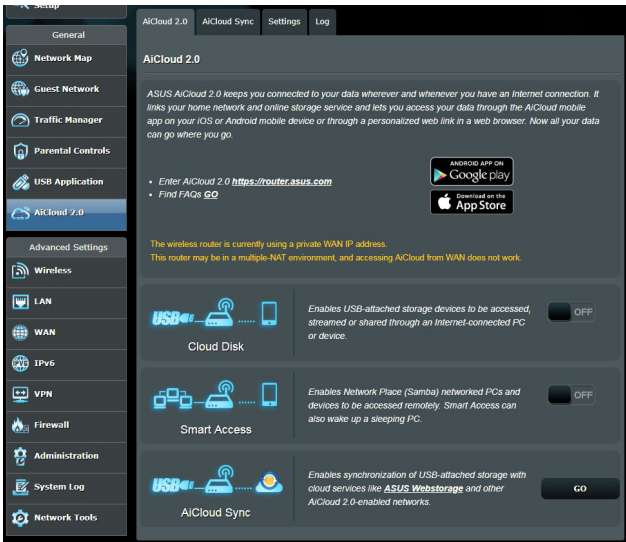 Setup
General
Network Map
Guest Network
Traffic Manager
Parental Controls
USB Application
AiCloud 2.0
Advanced Settings
Wireless
LAN
WAN
IPv6
VPN
Firewall
Administration
System Log
Network Tools
AiCloud 2.0 AiCloud Sync Settings Log
AiCloud 2.0
ASUS AiCloud 2.0 keeps you connected to your data wherever and whenever you have an Internet connection. It
links your home network and online storage service and lets you access your data through the AiCloud mobile
app on your iOS or Android mobile device or through a personalized web link in a web browser. Now all your data
can go where you go.
• Enter AiCloud 2.0 https://router.asus.com
• Find FAQs GO
ANDROID APP ON
Google play
Download on the
App Store
The wireless router is currently using a private WAN IP address.
This router may be in a multiple-NAT environment, and accessing AiCloud from WAN does not work.
USB
Cloud Disk
Enables USB-attached storage devices to be accessed,
streamed or shared through an Internet-connected PC
or device.
OFF
Smart Access
Enables Network Place (Samba) networked PCs and
devices to be accessed remotely. Smart Access can
also wake up a sleeping PC.
OFF
USB
AiCloud Sync
Enables synchronization of USB-attached storage with
cloud services like ASUS Webstorage and other
AiCloud 2.0-enabled networks.
GO